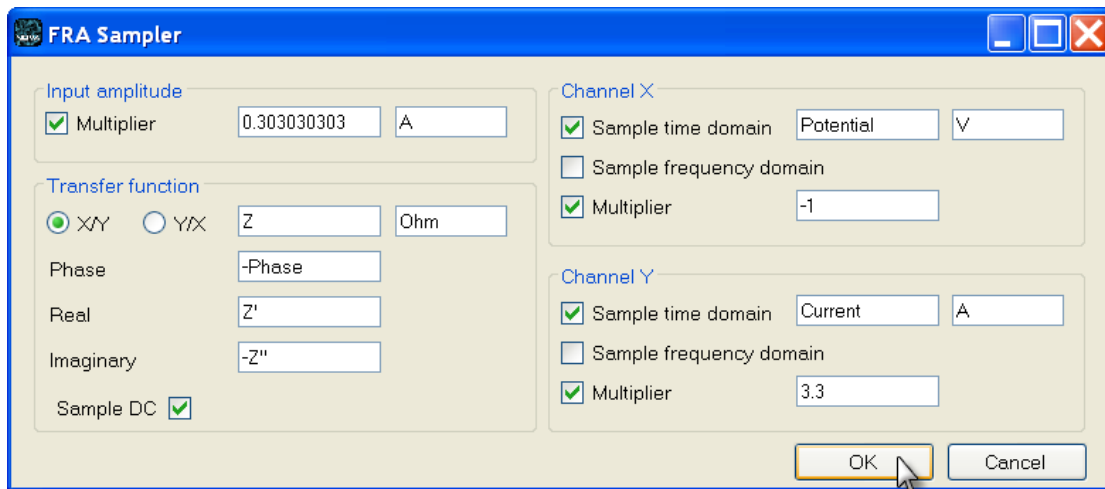 FRA Sampler
Input amplitude
Multiplier 0.303030303 A
Transfer function
X/Y Y/X Z Ohm
Phase -Phase
Real Z'
Imaginary -Z"
Sample DC
Channel X
Sample time domain Potential V
Sample frequency domain
Multiplier -1
Channel Y
Sample time domain Current A
Sample frequency domain
Multiplier 3.3
OK Cancel